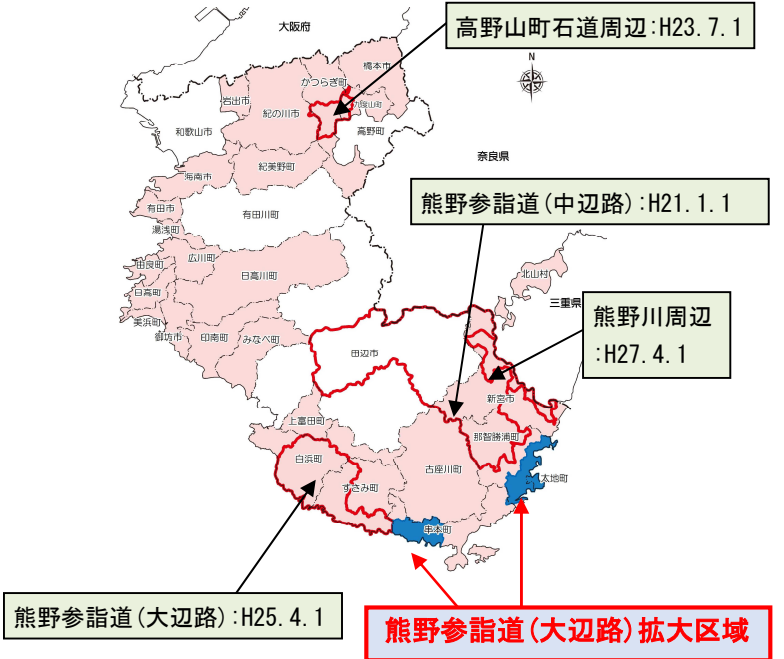 大阪府
高野山町石道周辺:H23.7.1
N
橋本市
かつらぎ町
岩出市
紀の川市
九度山町
和歌山市
高野町
奈良県
紀美野町
海南市
熊野参詣道(中辺路):H21.1.1
有田市
有田川町
湯浅町
広川町
由良町
日高川町
北山村
日高町
三重県
熊野川周辺
:H27.4.1
美浜町
御坊市
印南町
みなべ町
田辺市
新宮市
上富田町
那智勝浦町
白浜町
古座川町
太地町
すさみ町
串本町
熊野参詣道(大辺路):H25.4.1
熊野参詣道(大辺路)拡大区域